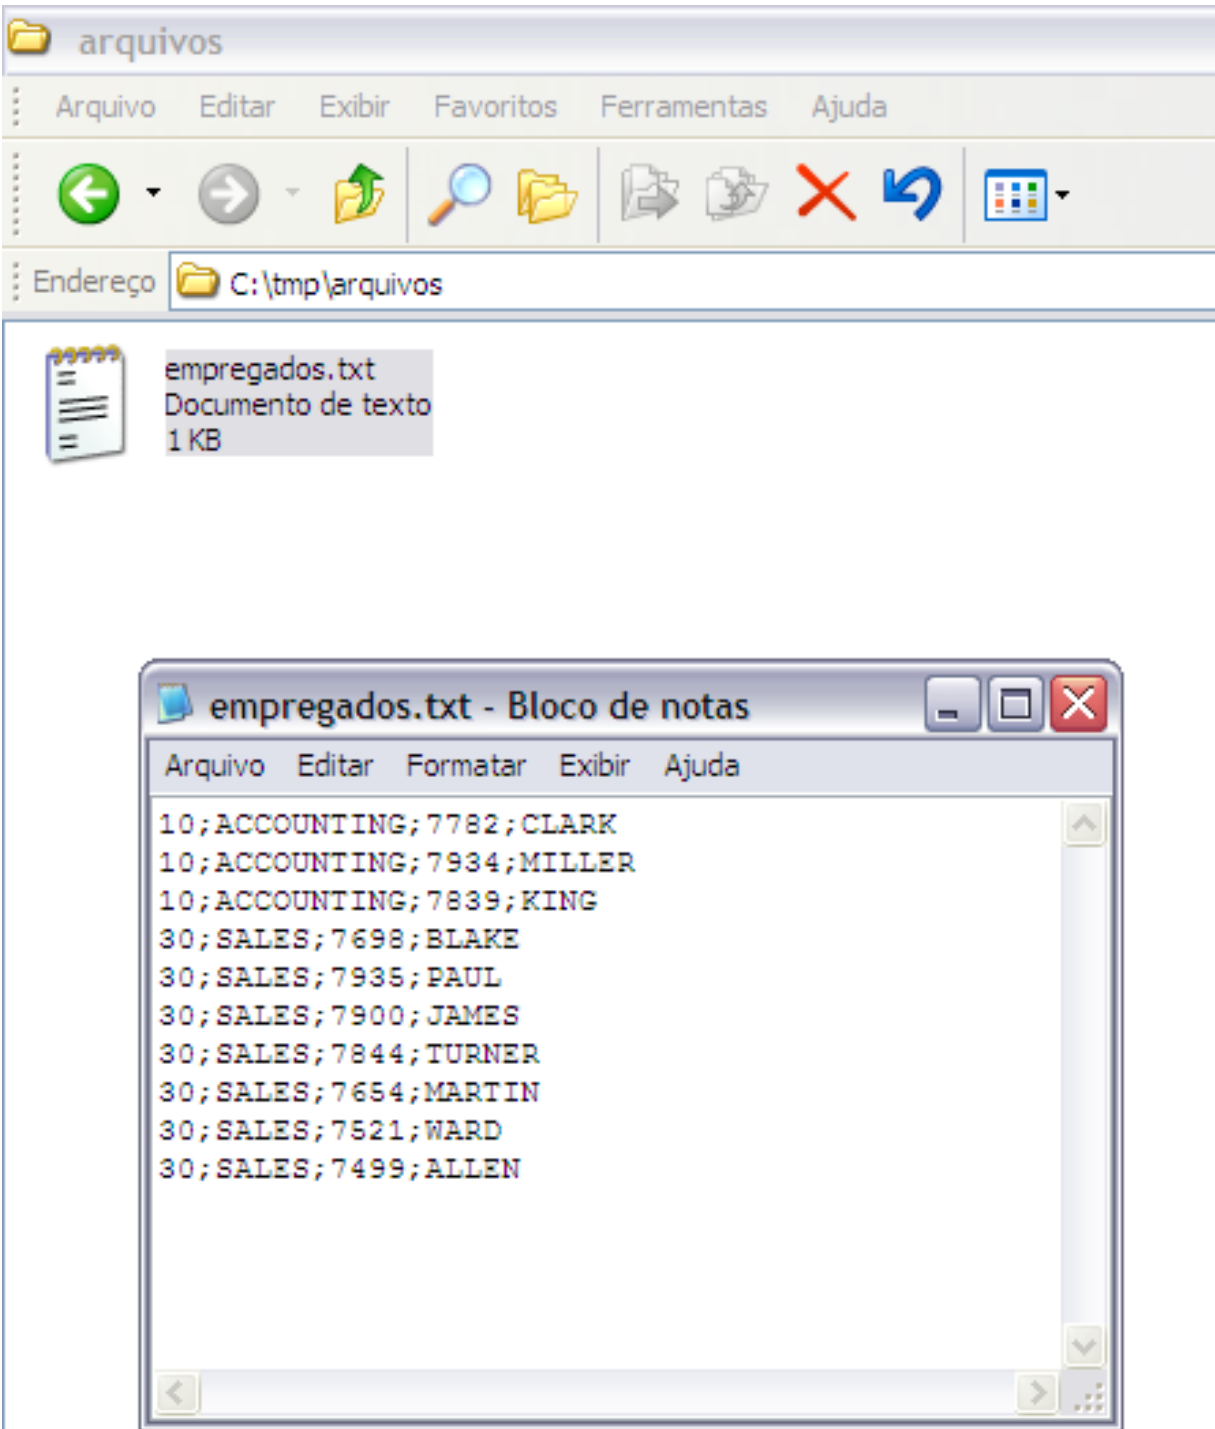 arquivos
Arquivo Editar Exibir Favoritos Ferramentas Ajuda
Endereço C:\tmp\arquivos
empregados.txt
Documento de texto
1 KB
empregados.txt - Bloco de notas
Arquivo Editar Formatar Exibir Ajuda
10;ACCOUNTING;7782;CLARK
10;ACCOUNTING;7934;MILLER
10;ACCOUNTING;7839;KING
30;SALES;7698;BLAKE
30;SALES;7935;PAUL
30;SALES;7900;JAMES
30;SALES;7844;TURNER
30;SALES;7654;MARTIN
30;SALES;7521;WARD
30;SALES;7499;ALLEN